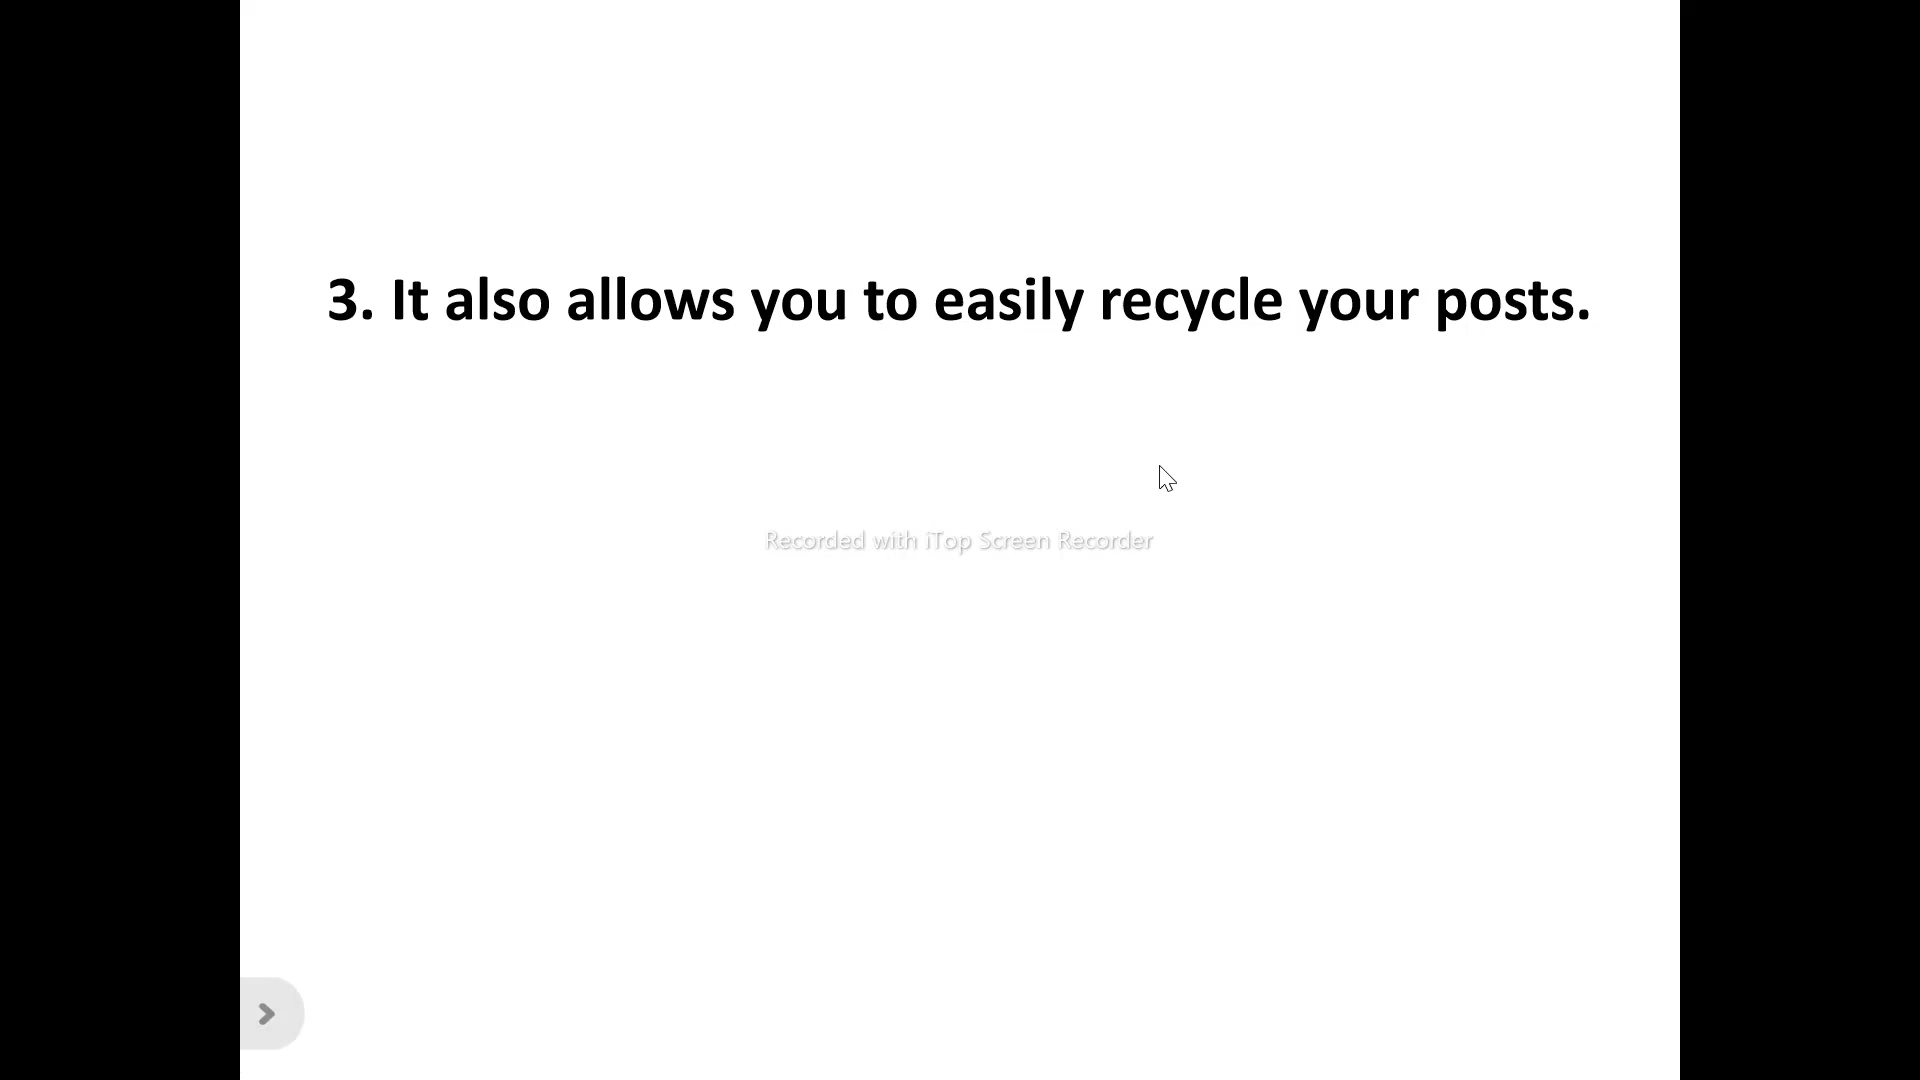 3. It also allows you to easily recycle your posts.
Recorded with iTop Screen Recorder